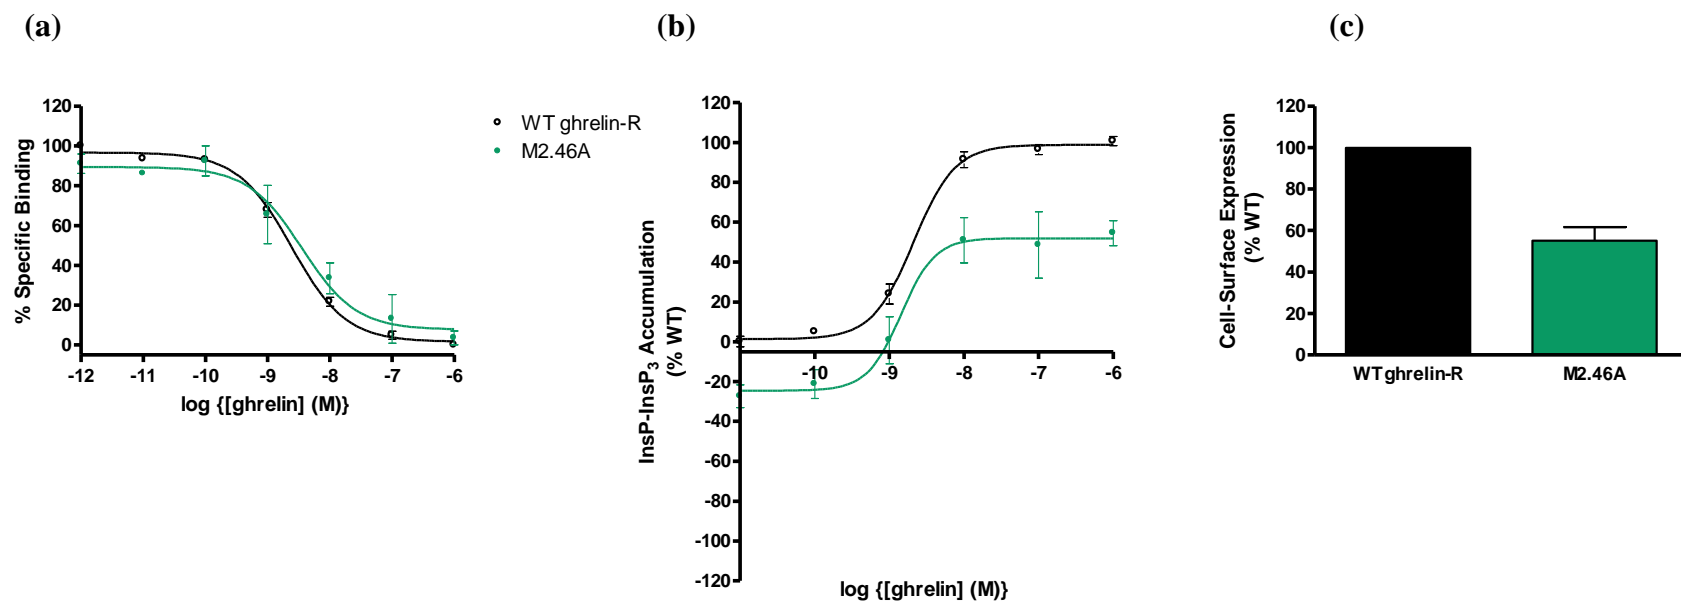 (a)
(b)
(c)
% Specific Binding
120
100
80
60
40
20
0
-12
-11
-10
-9
-8
-7
-6
log {[ghrelin] (M)}
WT ghrelin-R
M2.46A
InsP-InsP3 Accumulation
(% WT)
120
100
80
60
40
20
0
-20
-40
-60
-80
-100
-120
-10
-9
-8
-7
-6
log {[ghrelin] (M)}
Cell-Surface Expression
(% WT)
120
100
80
60
40
20
0
WT ghrelin-R
M2.46A